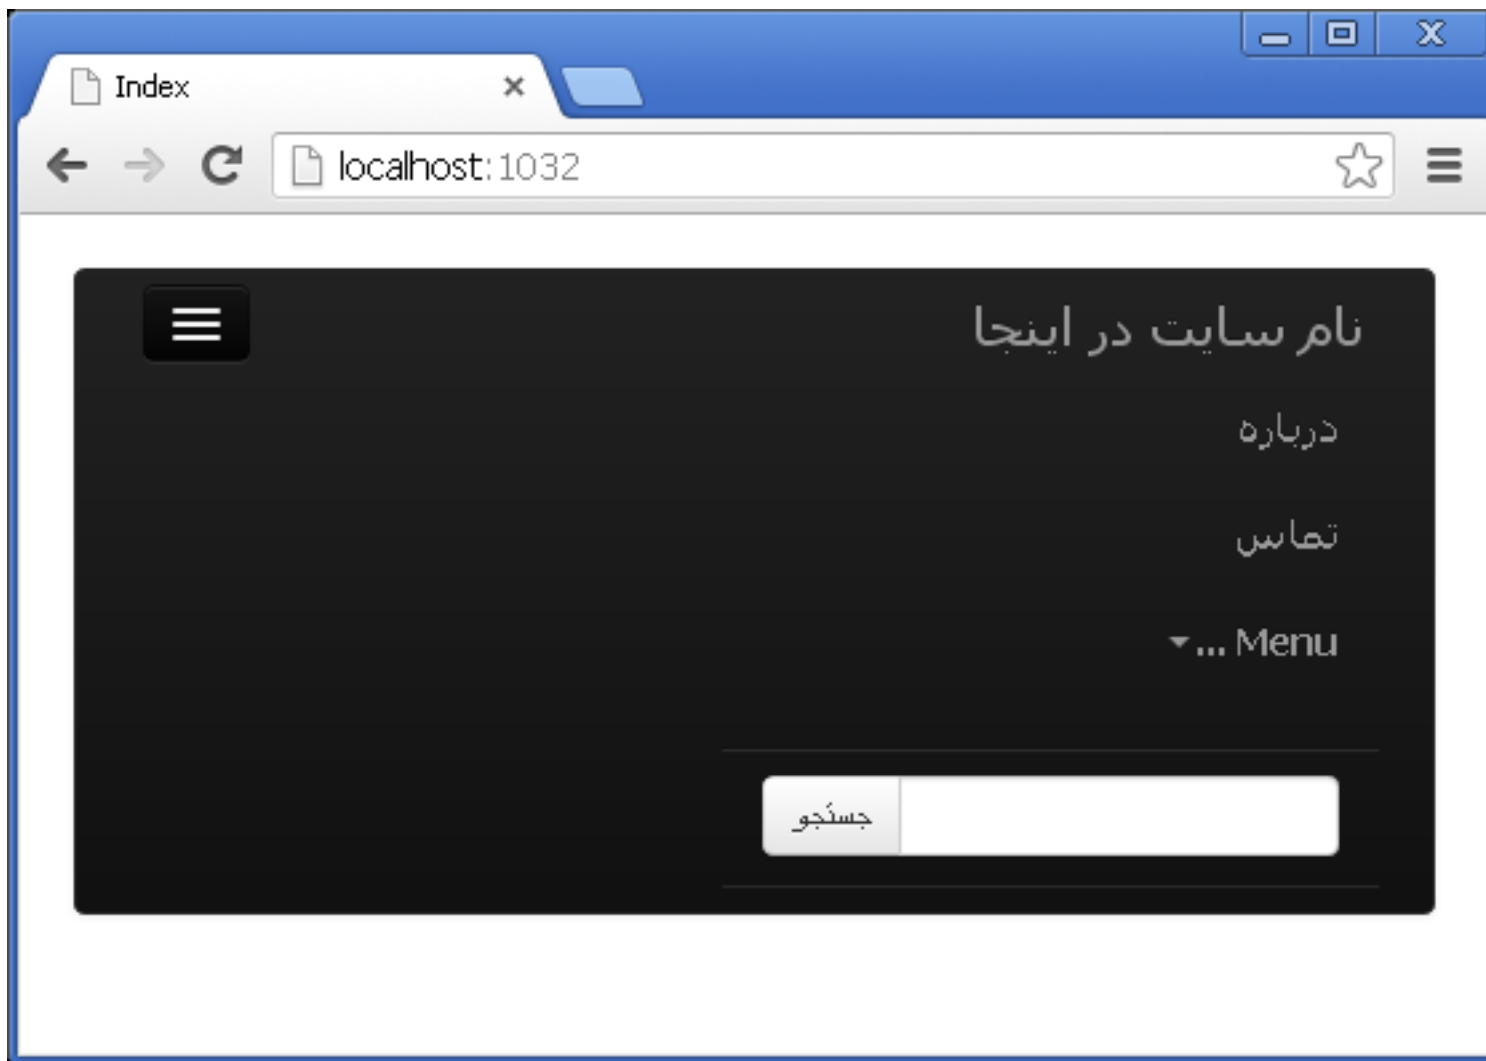 Index
localhost:1032
نام سایت در اینجا
درباره
تماس
Menu ...
جستجو